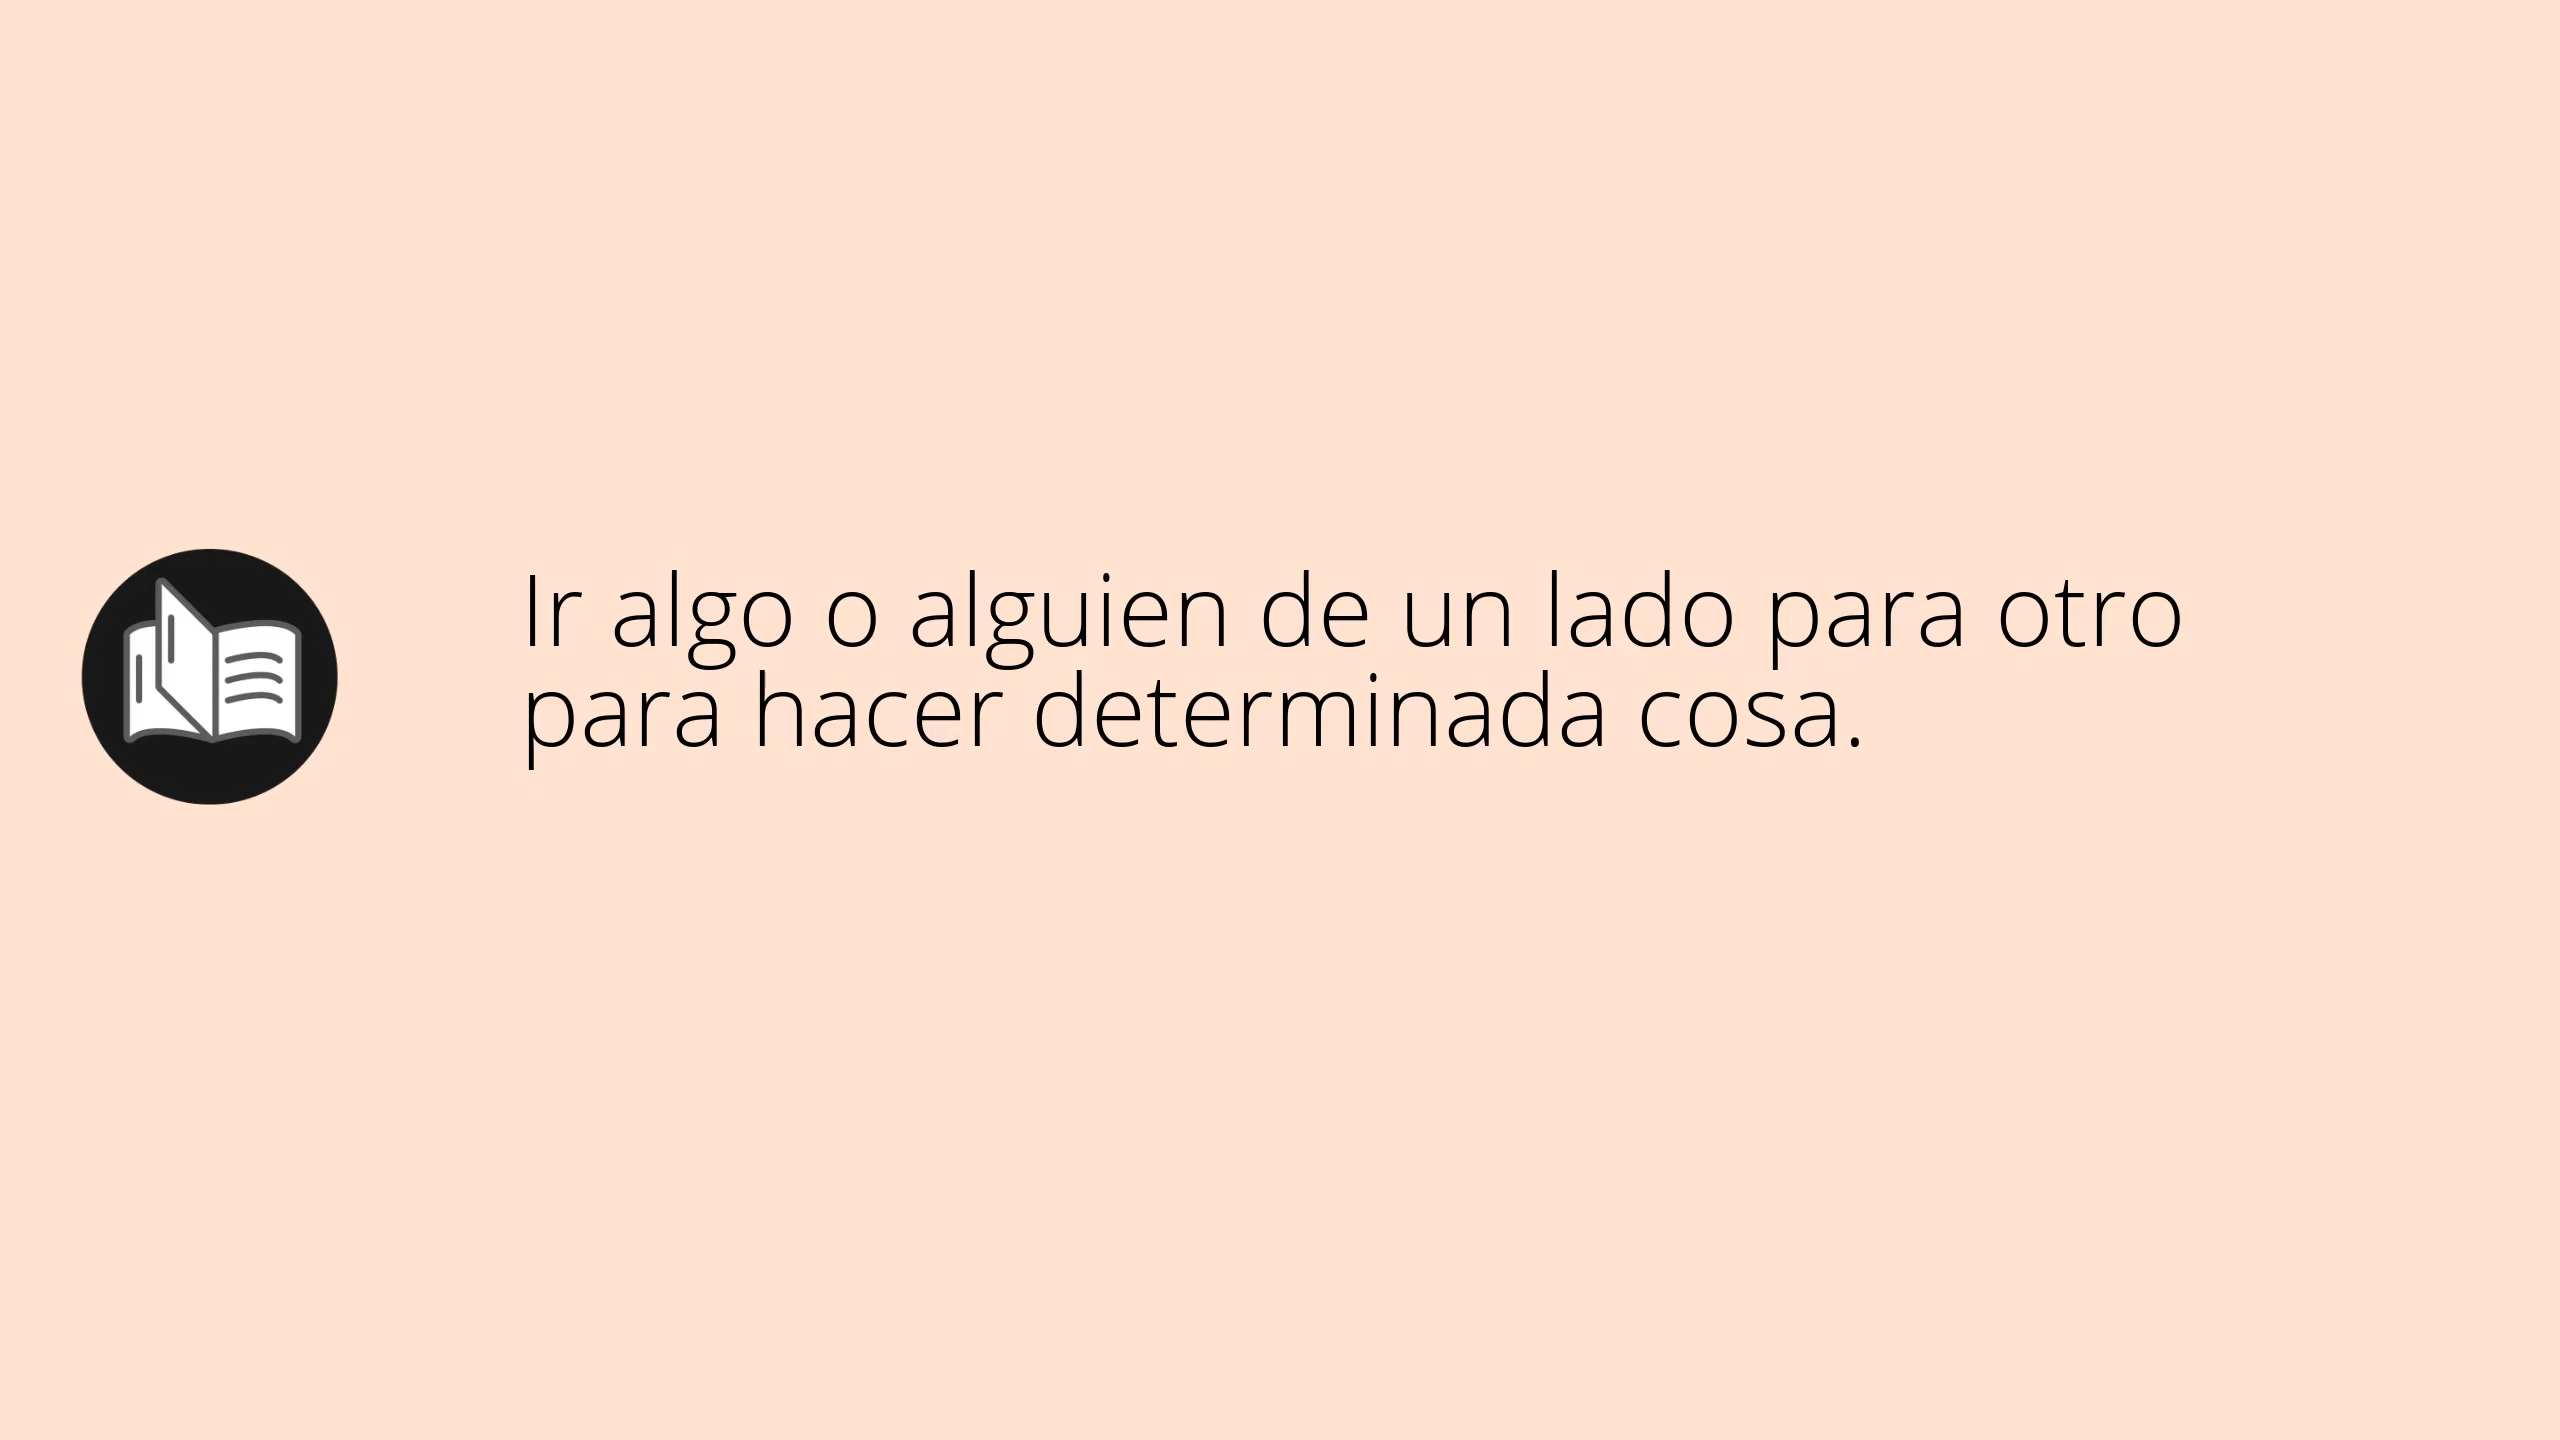 Ir algo o alguien de un lado para otro
para hacer determinada cosa.